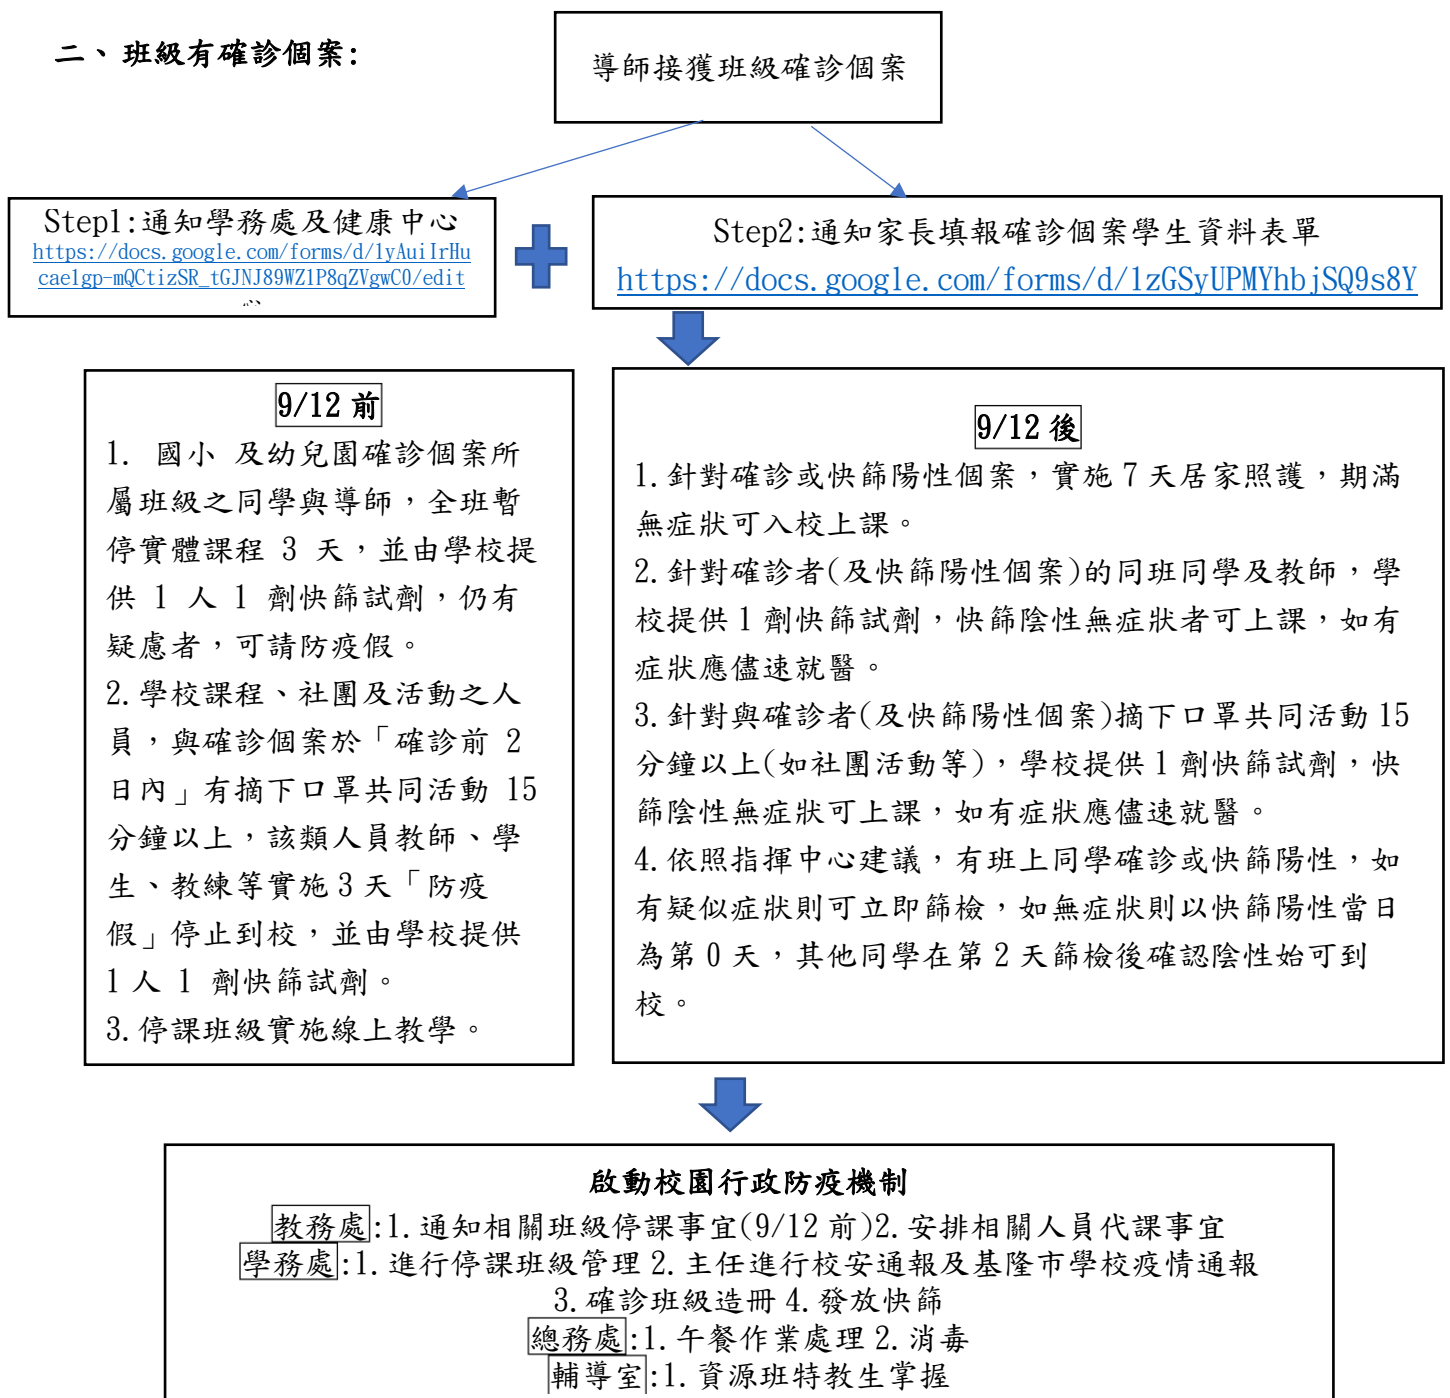 二、班級有確診個案:
導師接獲班級確診個案
Step1:通知學務處及健康中心
https://docs.google.com/forms/d/1yAuiIrHu
cae1gp-mQCtizSR_tGJNJ89WZ1P8qZVgwC0/edit
Step2:通知家長填報確診個案學生資料表單
https://docs.google.com/forms/d/1zGSyUPMYhbjSQ9s8Y
9/12 前
1. 國小 及幼兒園確診個案所
屬班級之同學與導師，全班暫
停實體課程 3 天，並由學校提
供 1 人 1 劑快篩試劑，仍有
疑慮者，可請防疫假。
2.學校課程、社團及活動之人
員，與確診個案於「確診前 2
日內」有摘下口罩共同活動 15
分鐘以上，該類人員教師、學
生、教練等實施 3 天「防疫
假」停止到校，並由學校提供
1 人 1 劑快篩試劑。
3.停課班級實施線上教學。
9/12 後
1.針對確診或快篩陽性個案，實施 7 天居家照護，期滿
無症狀可入校上課。
2.針對確診者(及快篩陽性個案)的同班同學及教師，學
校提供 1 劑快篩試劑，快篩陰性無症狀者可上課，如有
症狀應儘速就醫。
3.針對與確診者(及快篩陽性個案)摘下口罩共同活動 15
分鐘以上(如社團活動等)，學校提供 1 劑快篩試劑，快
篩陰性無症狀可上課，如有症狀應儘速就醫。
4.依照指揮中心建議，有班上同學確診或快篩陽性，如
有疑似症狀則可立即篩檢，如無症狀則以快篩陽性當日
為第 0 天，其他同學在第 2 天篩檢後確認陰性始可到
校。
啟動校園行政防疫機制
教務處:1.通知相關班級停課事宜(9/12 前)2.安排相關人員代課事宜
學務處:1.進行停課班級管理 2.主任進行校安通報及基隆市學校疫情通報
3.確診班級造冊 4.發放快篩
總務處:1.午餐作業處理 2.消毒
輔導室:1.資源班特教生掌握